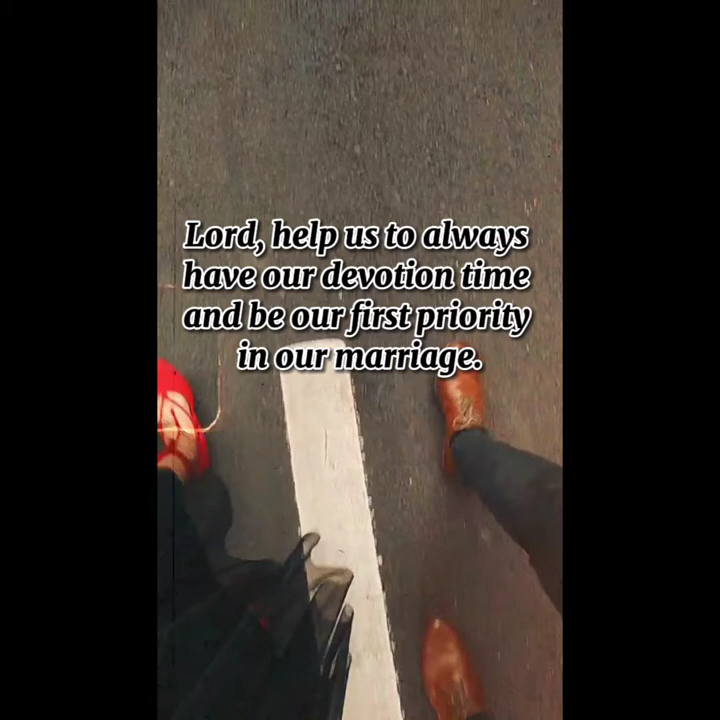 Lord, help us to always
have our devotion time
and be our first priority
in our marriage.